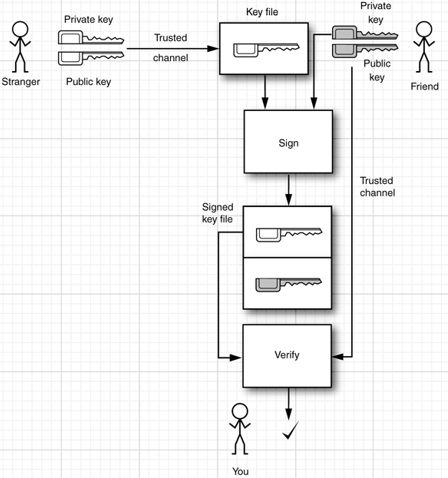 Key file
Private key
Private
key
Trusted
channel
Stranger
Public key
Public
key
Friend
Sign
Trusted
channel
Signed
key file
Verify
You